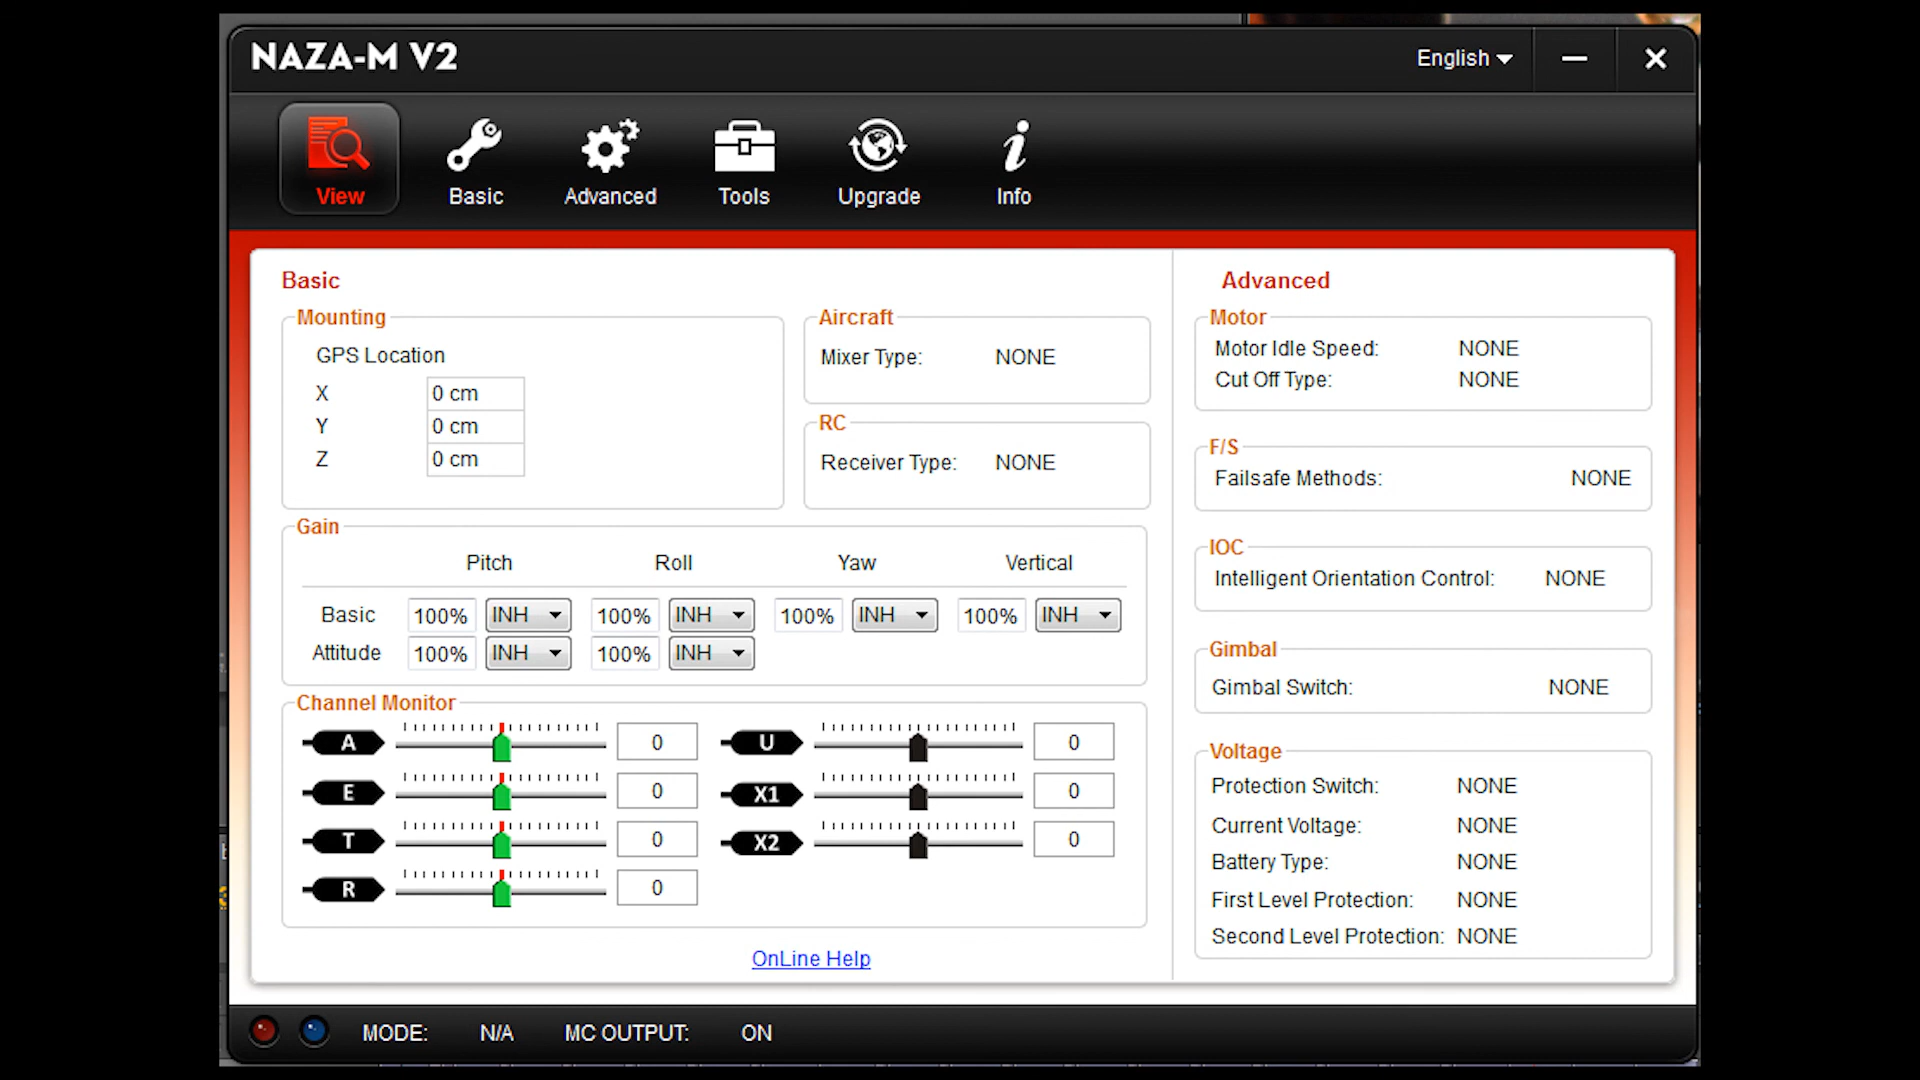 NAZA-M V2
English
View
Basic
Advanced
Tools
Upgrade
Info
Basic
Mounting
GPS Location
X 0 cm
Y 0 cm
Z 0 cm
Aircraft
Mixer Type: NONE
RC
Receiver Type: NONE
Gain
Pitch Roll Yaw Vertical
Basic 100% INH 100% INH 100% INH 100% INH
Attitude 100% INH 100% INH
Channel Monitor
A 0 U 0
E 0 X1 0
T 0 X2 0
R 0
OnLine Help
Advanced
Motor
Motor Idle Speed: NONE
Cut Off Type: NONE
F/S
Failsafe Methods: NONE
IOC
Intelligent Orientation Control: NONE
Gimbal
Gimbal Switch: NONE
Voltage
Protection Switch: NONE
Current Voltage: NONE
Battery Type: NONE
First Level Protection: NONE
Second Level Protection: NONE
MODE: N/A MC OUTPUT: ON